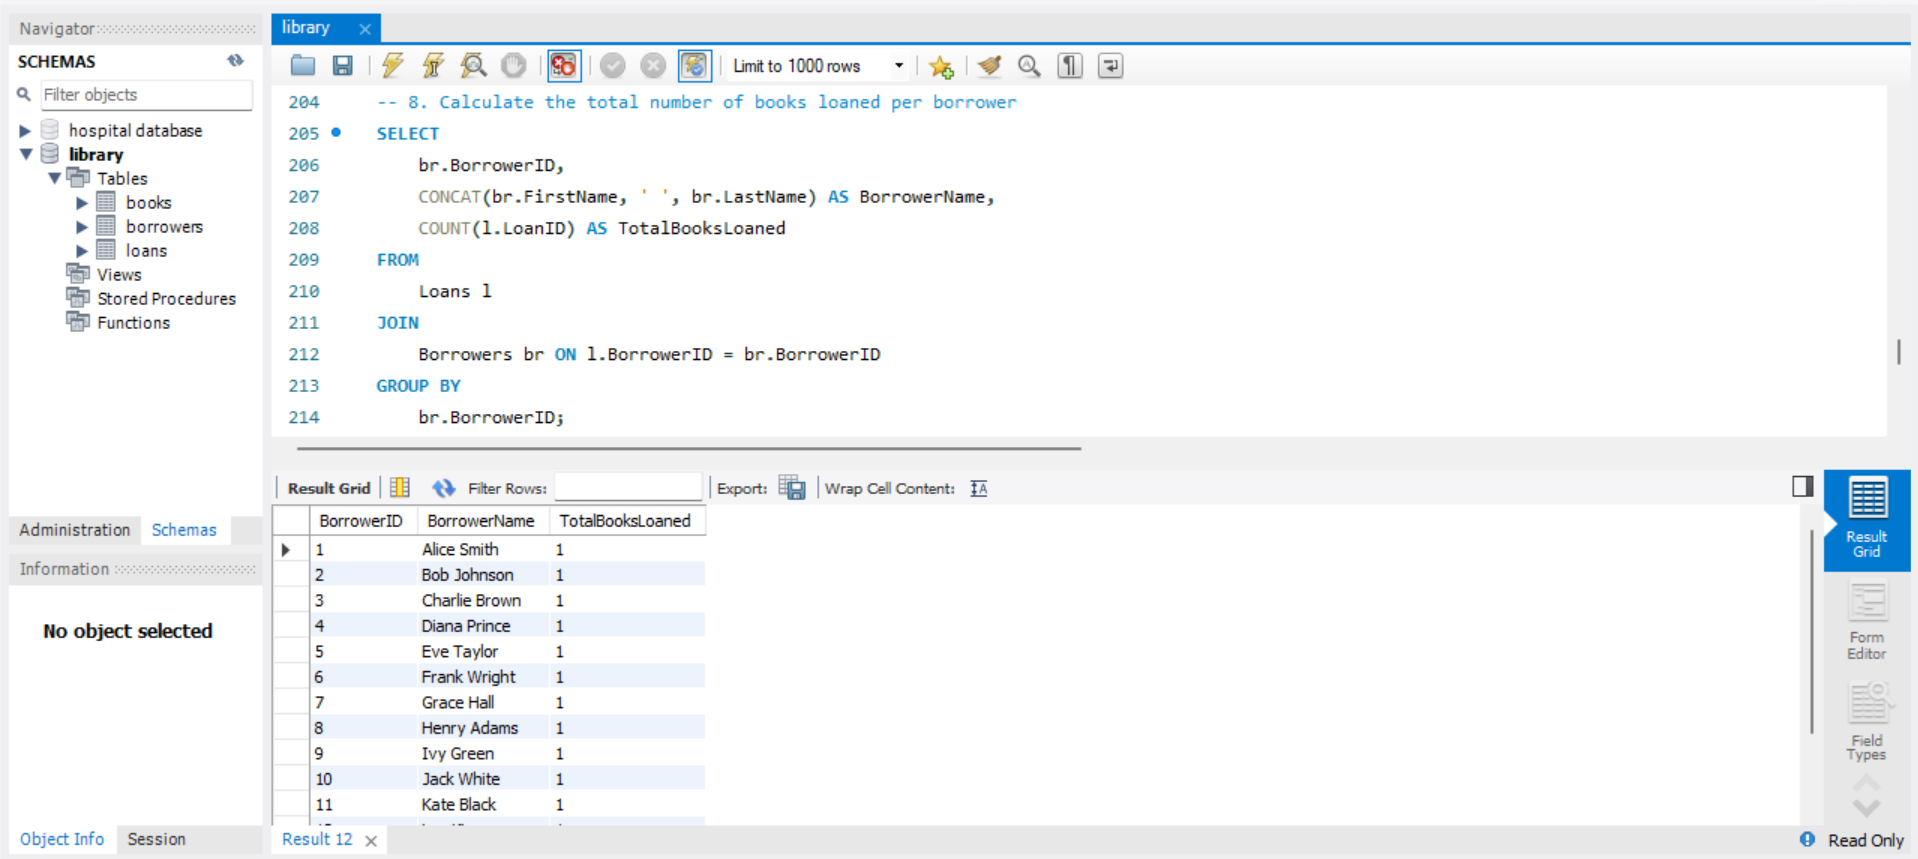 Navigator
SCHEMAS
Filter objects
hospital database
library
Tables
books
borrowers
loans
Views
Stored Procedures
Functions
Administration Schemas
Information
No object selected
Object Info Session
library
Limit to 1000 rows
204 -- 8. Calculate the total number of books loaned per borrower
205 SELECT
206 br.BorrowerID,
207 CONCAT(br.FirstName, ' ', br.LastName) AS BorrowerName,
208 COUNT(l.LoanID) AS TotalBooksLoaned
209 FROM
210 Loans l
211 JOIN
212 Borrowers br ON l.BorrowerID = br.BorrowerID
213 GROUP BY
214 br.BorrowerID;
Result Grid Filter Rows: Export: Wrap Cell Content: IA
BorrowerID BorrowerName TotalBooksLoaned
1 Alice Smith 1
2 Bob Johnson 1
3 Charlie Brown 1
4 Diana Prince 1
5 Eve Taylor 1
6 Frank Wright 1
7 Grace Hall 1
8 Henry Adams 1
9 Ivy Green 1
10 Jack White 1
11 Kate Black 1
Result 12
Result
Grid
Form
Editor
Field
Types
Read Only